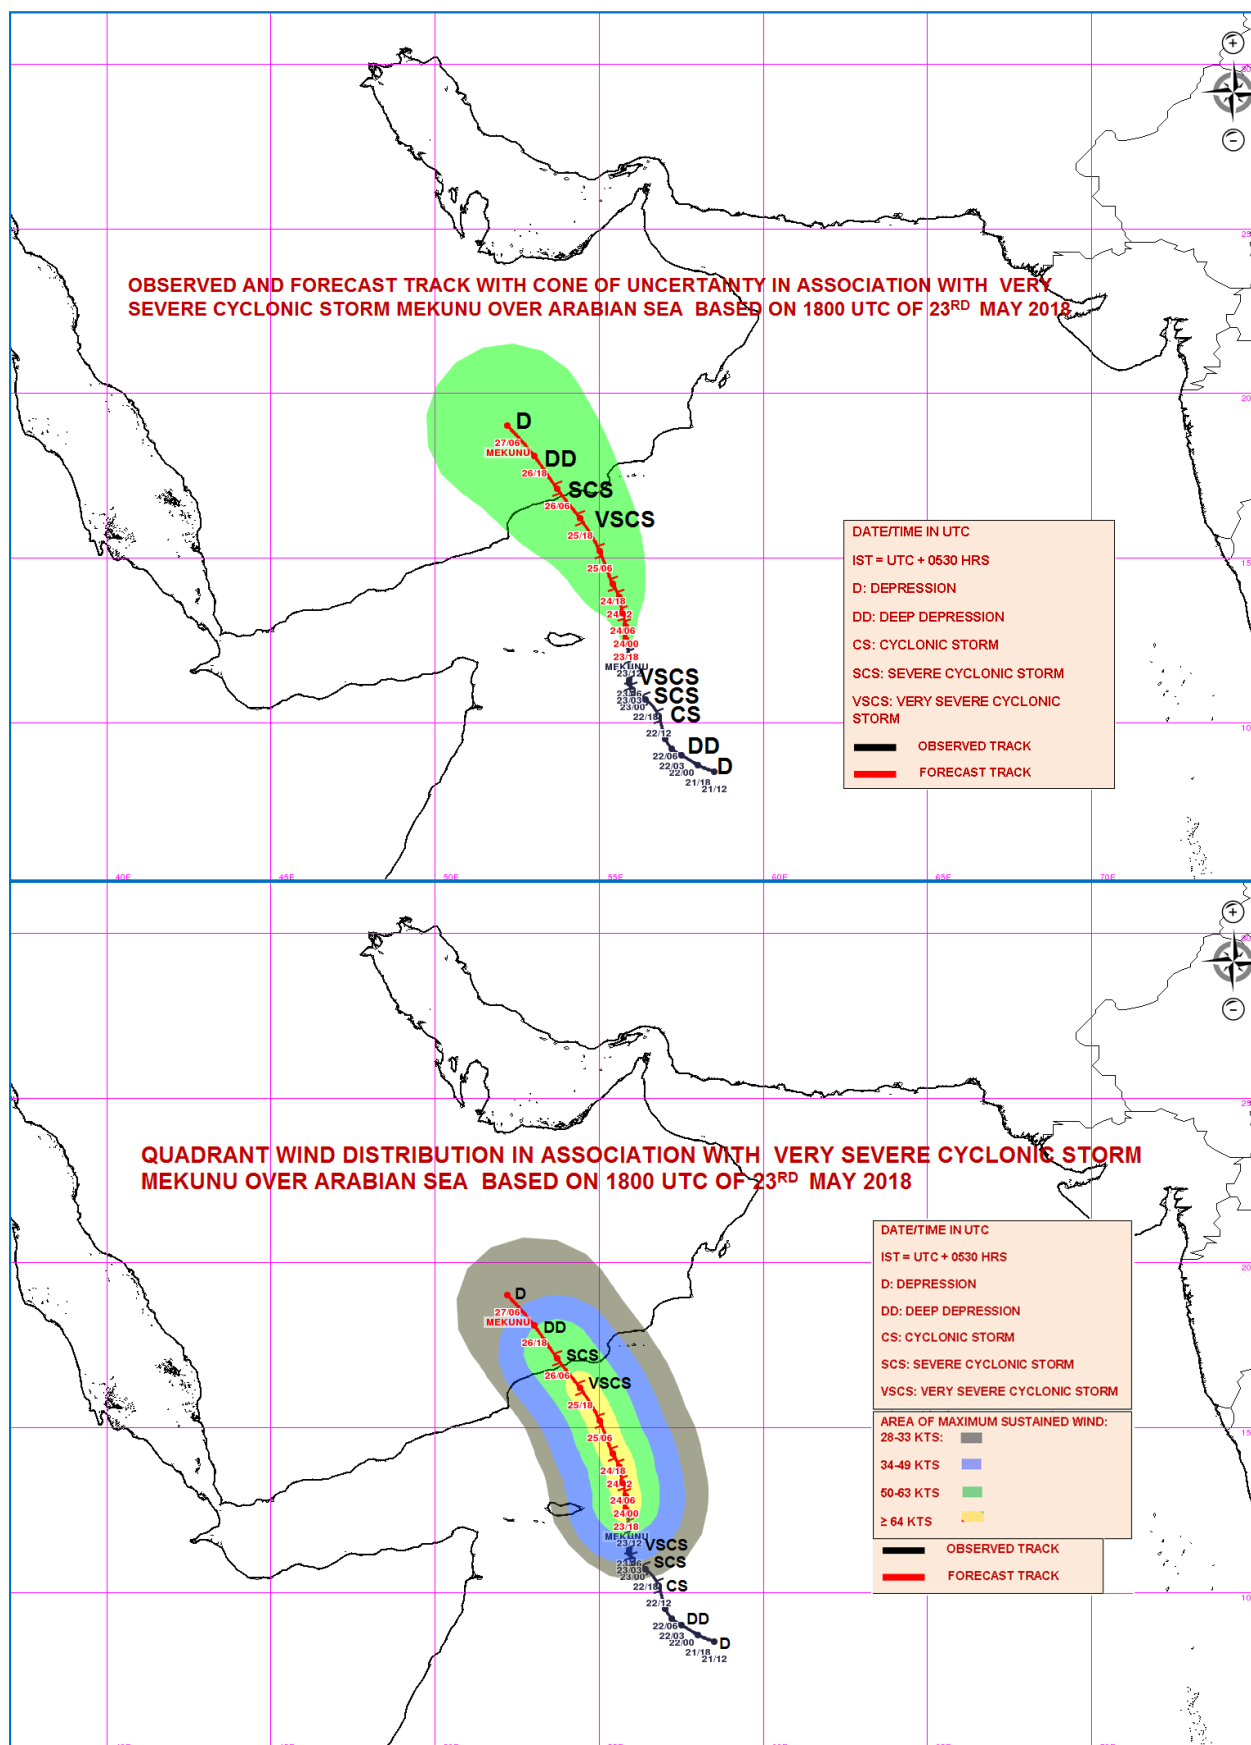 30
25
OBSERVED AND FORECAST TRACK WITH CONE OF UNCERTAINTY IN ASSOCIATION WITH VERY
SEVERE CYCLONIC STORM MEKUNU OVER ARABIAN SEA BASED ON 1800 UTC OF 23RD MAY 2018
20
D
27/06
MEKUNU
DD
26/18
SCS
26/06
VSCS
25/18
25/06
24/18
24/12
24/06
24/00
23/18
MEKUNU
23/12
VSCS
23/06
SCS
23/03
23/00
CS
22/18
22/12
DD
22/06
22/03
22/00
D
21/18
21/12
DATE/TIME IN UTC
IST = UTC + 0530 HRS
D: DEPRESSION
DD: DEEP DEPRESSION
CS: CYCLONIC STORM
SCS: SEVERE CYCLONIC STORM
VSCS: VERY SEVERE CYCLONIC
STORM
OBSERVED TRACK
FORECAST TRACK
15
10
40E 45E 50E 55E 60E 65E 70E
30
25
QUADRANT WIND DISTRIBUTION IN ASSOCIATION WITH VERY SEVERE CYCLONIC STORM
MEKUNU OVER ARABIAN SEA BASED ON 1800 UTC OF 23RD MAY 2018
20
D
27/06
MEKUNU
DD
26/18
SCS
26/06
VSCS
25/18
25/06
24/18
24/12
24/06
24/00
23/18
MEKUNU
23/12
VSCS
23/06
SCS
23/03
23/00
CS
22/18
22/12
DD
22/06
22/03
22/00
D
21/18
21/12
DATE/TIME IN UTC
IST = UTC + 0530 HRS
D: DEPRESSION
DD: DEEP DEPRESSION
CS: CYCLONIC STORM
SCS: SEVERE CYCLONIC STORM
VSCS: VERY SEVERE CYCLONIC STORM
AREA OF MAXIMUM SUSTAINED WIND:
28-33 KTS:
34-49 KTS
50-63 KTS
≥ 64 KTS
OBSERVED TRACK
FORECAST TRACK
15
10